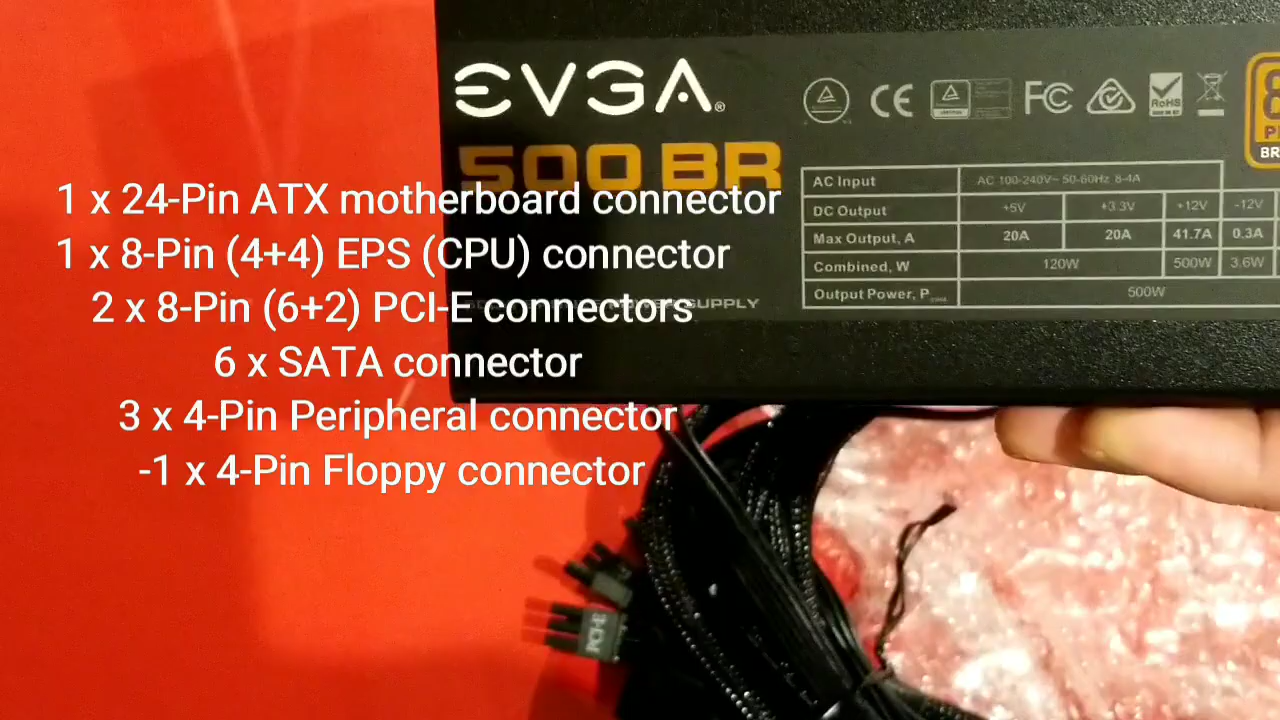 EVGA®
500 BR
1 x 24-Pin ATX motherboard connector
1 x 8-Pin (4+4) EPS (CPU) connector
2 x 8-Pin (6+2) PCI-E connectors
6 x SATA connector
3 x 4-Pin Peripheral connector
-1 x 4-Pin Floppy connector
POWER SUPPLY
CE FC RoHS
BR
AC Input AC 100-240V~ 50-60Hz 8-4A
DC Output +5V +3.3V +12V -12V
Max Output, A 20A 20A 41.7A 0.3A
Combined, W 120W 500W 3.6W
Output Power, P 500W
PCI-E